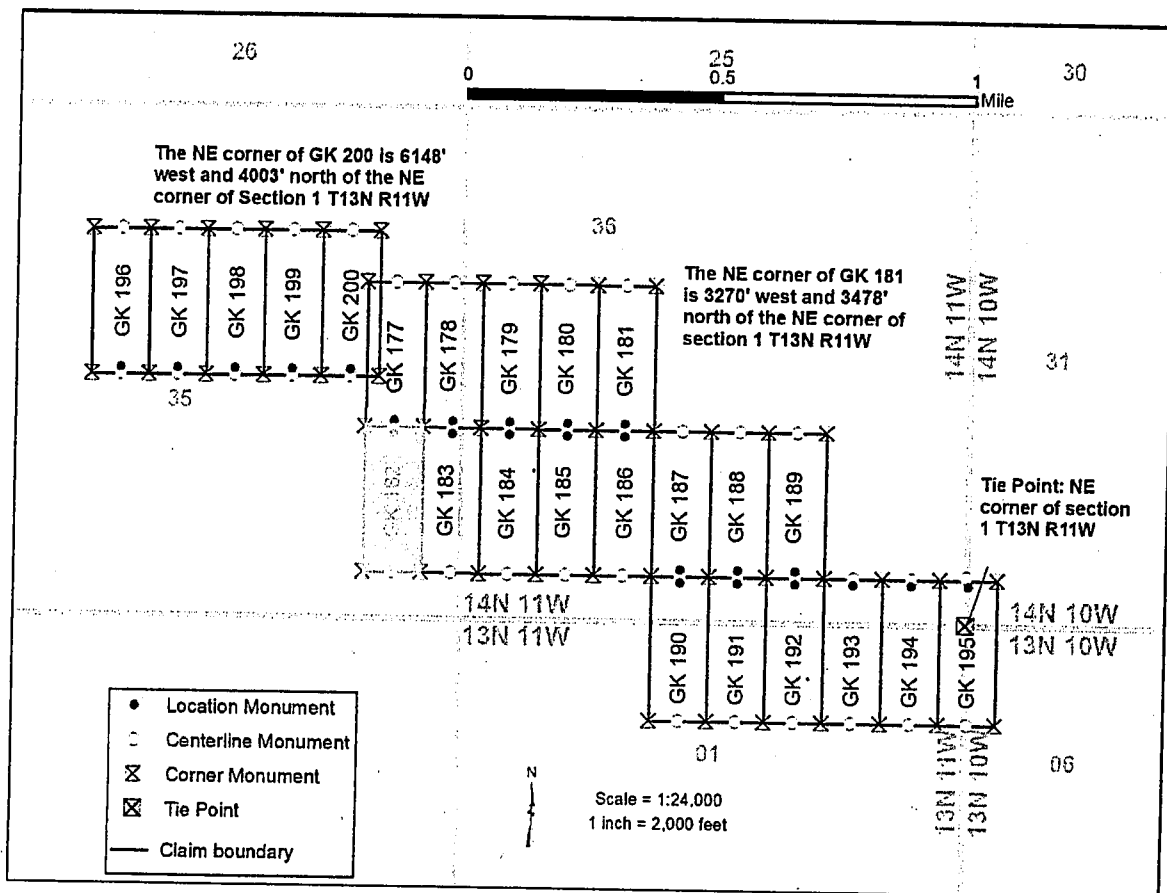 26
25
30
0
0.5
1
Mile
The NE corner of GK 200 is 6148'
west and 4003' north of the NE
corner of Section 1 T13N R11W
36
GK 196
GK 197
GK 198
GK 199
GK 200
GK 177
GK 178
GK 179
GK 180
GK 181
The NE corner of GK 181
is 3270' west and 3478'
north of the NE corner of
section 1 T13N R11W
14N 11W
14N 10W
31
35
GK 182
GK 183
GK 184
GK 185
GK 186
GK 187
GK 188
GK 189
Tie Point: NE
corner of section
1 T13N R11W
14N 11W
13N 11W
14N 10W
13N 10W
GK 190
GK 191
GK 192
GK 193
GK 194
GK 195
01
13N 11W
13N 10W
06
Location Monument
Centerline Monument
Corner Monument
Tie Point
Claim boundary
N
Scale = 1:24,000
1 inch = 2,000 feet